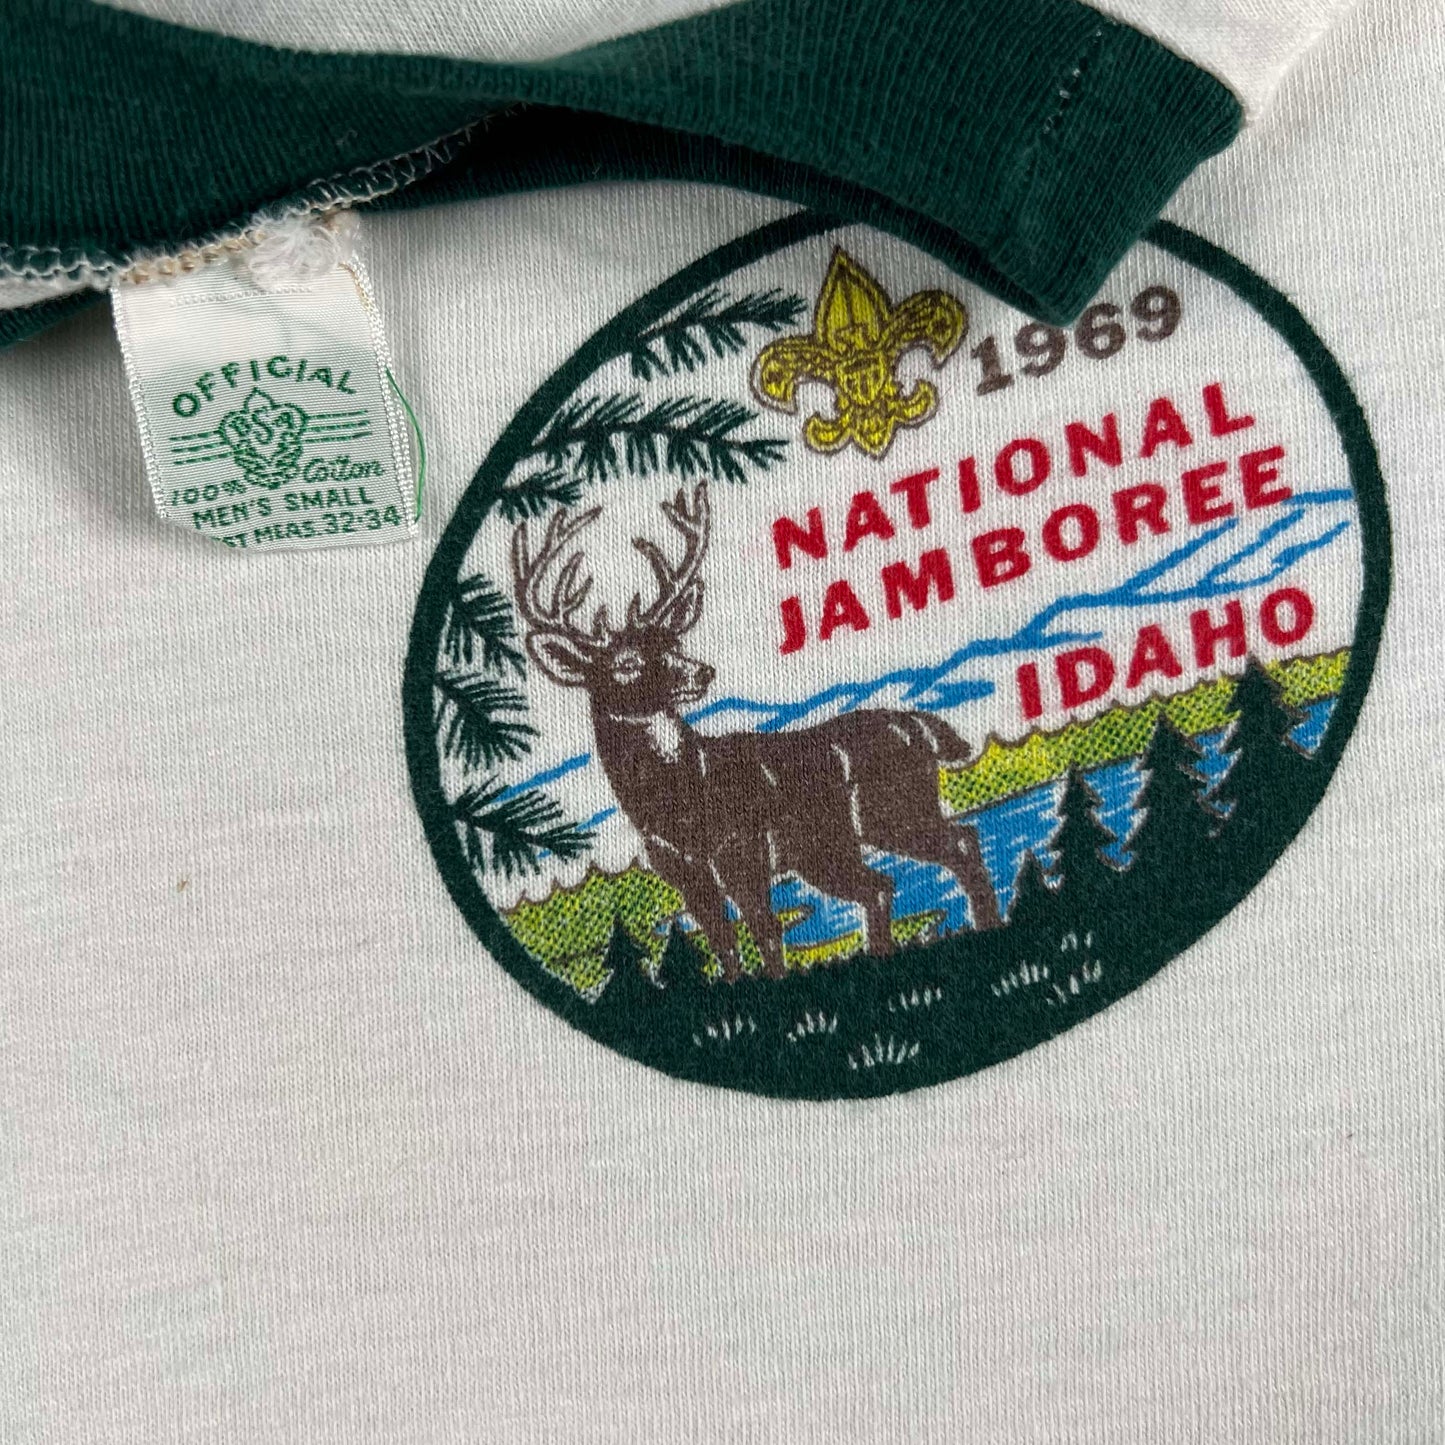 OFFICIAL
BSA
100% Cotton
MEN'S SMALL
MEAS. 32-34
1969
NATIONAL
JAMBOREE
IDAHO